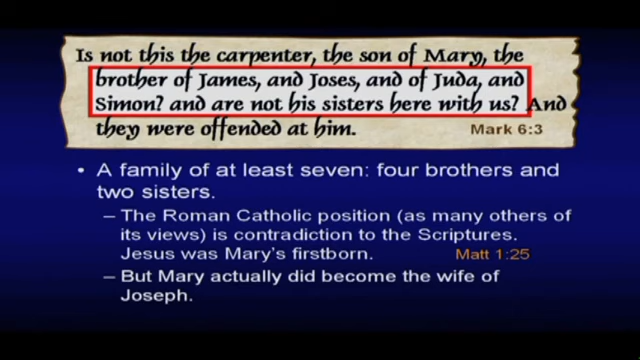 Is not this the carpenter, the son of Mary, the
brother of James, and Joses, and of Juda, and
Simon? and are not his sisters here with us? And
they were offended at him. Mark 6:3
• A family of at least seven: four brothers and
two sisters.
– The Roman Catholic position (as many others of
its views) is contradiction to the Scriptures.
Jesus was Mary's firstborn. Matt 1:25
– But Mary actually did become the wife of
Joseph.